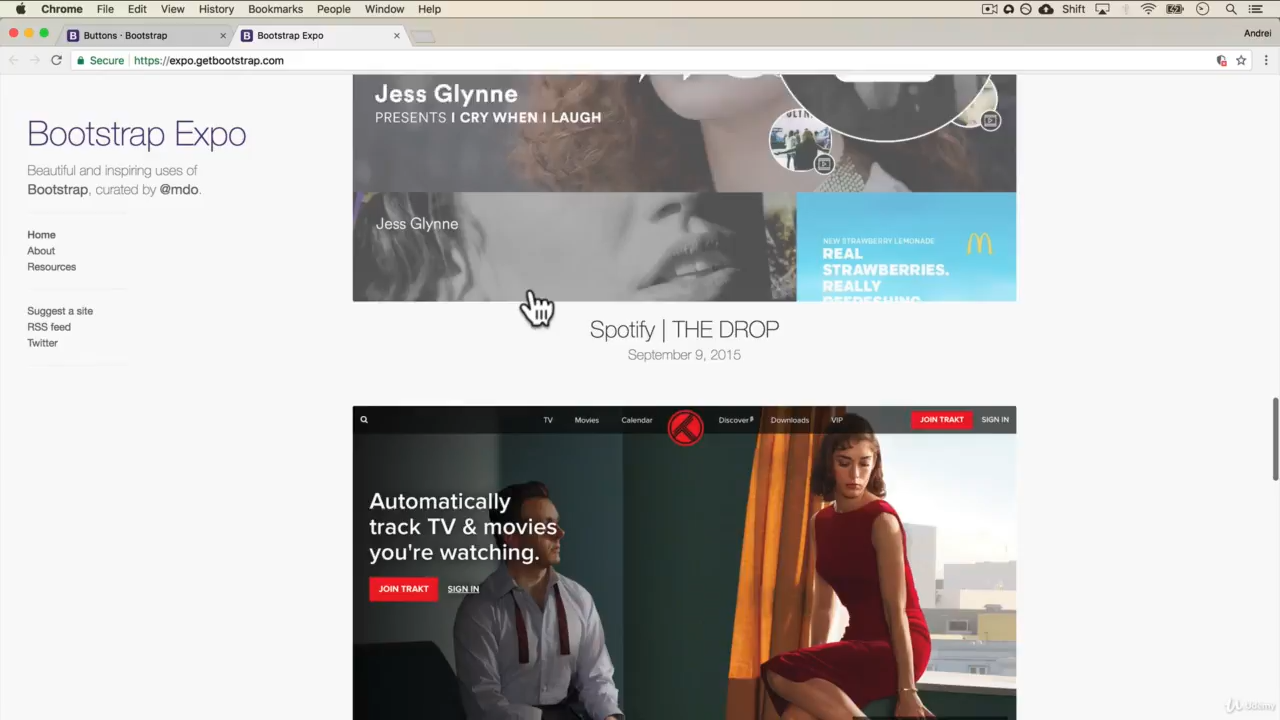 Chrome File Edit View History Bookmarks People Window Help
Shift
Buttons · Bootstrap
Bootstrap Expo
Andrei
Secure https://expo.getbootstrap.com
Bootstrap Expo
Beautiful and inspiring uses of
Bootstrap, curated by @mdo.
Home
About
Resources
Suggest a site
RSS feed
Twitter
Jess Glynne
PRESENTS I CRY WHEN I LAUGH
Jess Glynne
NEW STRAWBERRY LEMONADE
REAL
STRAWBERRIES.
REALLY
REFRESHING
Spotify | THE DROP
September 9, 2015
TV Movies Calendar Discover Downloads VIP JOIN TRAKT SIGN IN
Automatically
track TV & movies
you're watching.
JOIN TRAKT SIGN IN
Udemy